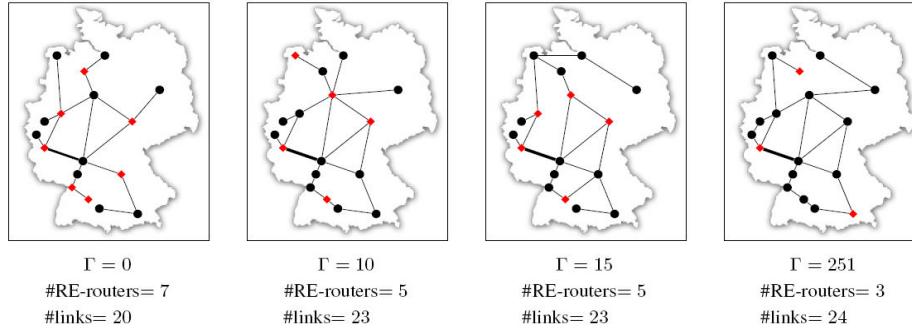 Γ = 0
#RE-routers= 7
#links= 20
Γ = 10
#RE-routers= 5
#links= 23
Γ = 15
#RE-routers= 5
#links= 23
Γ = 251
#RE-routers= 3
#links= 24